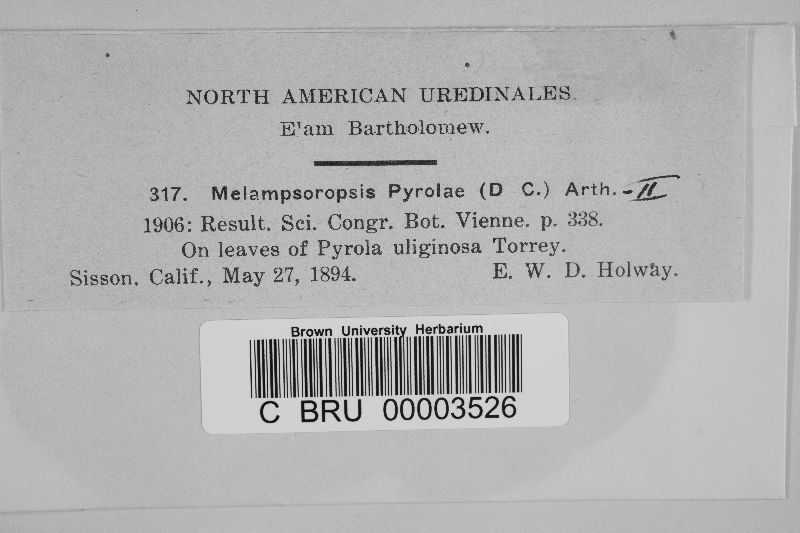 NORTH AMERICAN UREDINALES.
E'am Bartholomew.
317. Melampsoropsis Pyrolae (D C.) Arth. - II
1906: Result. Sci. Congr. Bot. Vienne. p. 338.
On leaves of Pyrola uliginosa Torrey.
Sisson, Calif., May 27, 1894. E. W. D. Holway.
Brown University Herbarium
C BRU 00003526